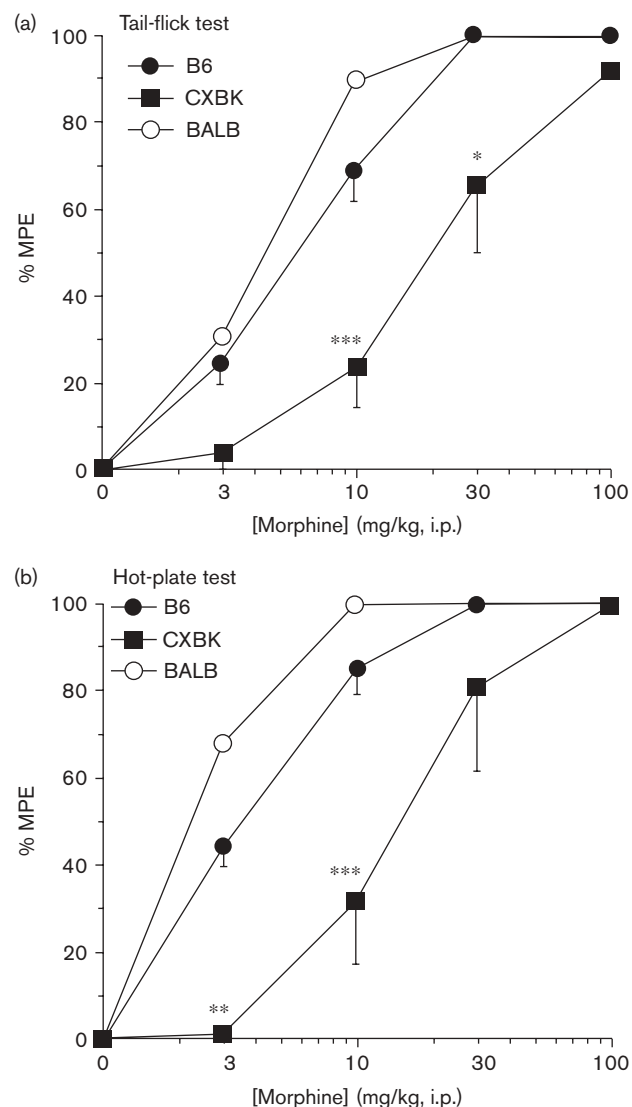 (a) Tail-flick test
B6
CXBK
BALB
100
80
60
40
20
0
% MPE
*
***
0 3 10 30 100
[Morphine] (mg/kg, i.p.)
(b) Hot-plate test
B6
CXBK
BALB
100
80
60
40
20
0
% MPE
***
**
0 3 10 30 100
[Morphine] (mg/kg, i.p.)